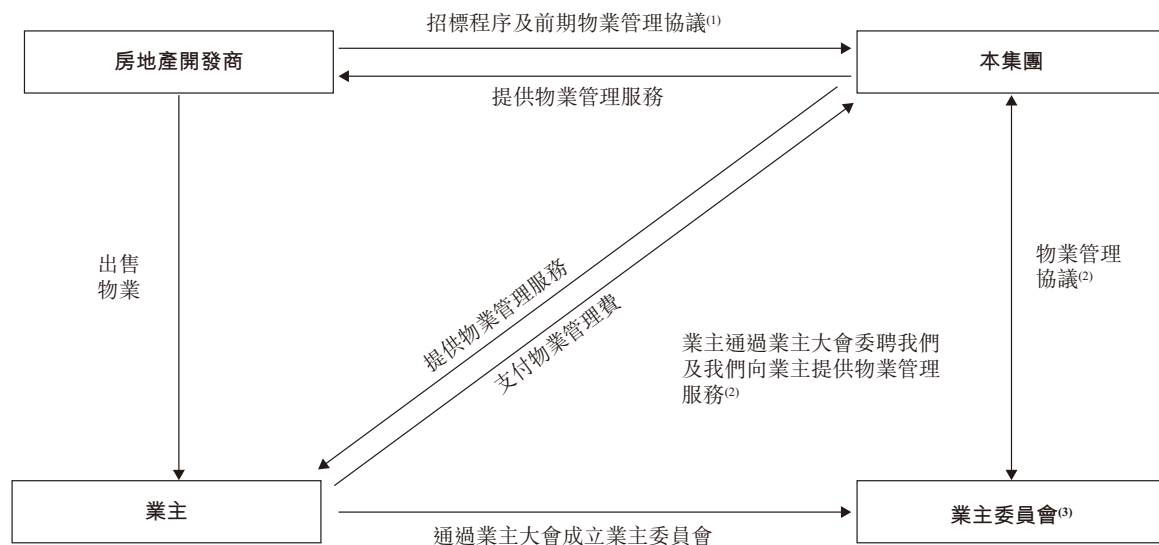 招標程序及前期物業管理協議(1)
房地產開發商
本集團
提供物業管理服務
出售
物業
物業管理
協議(2)
提供物業管理服務
支付物業管理費
業主通過業主大會委聘我們
及我們向業主提供物業管理
服務(2)
業主
業主委員會(3)
通過業主大會成立業主委員會